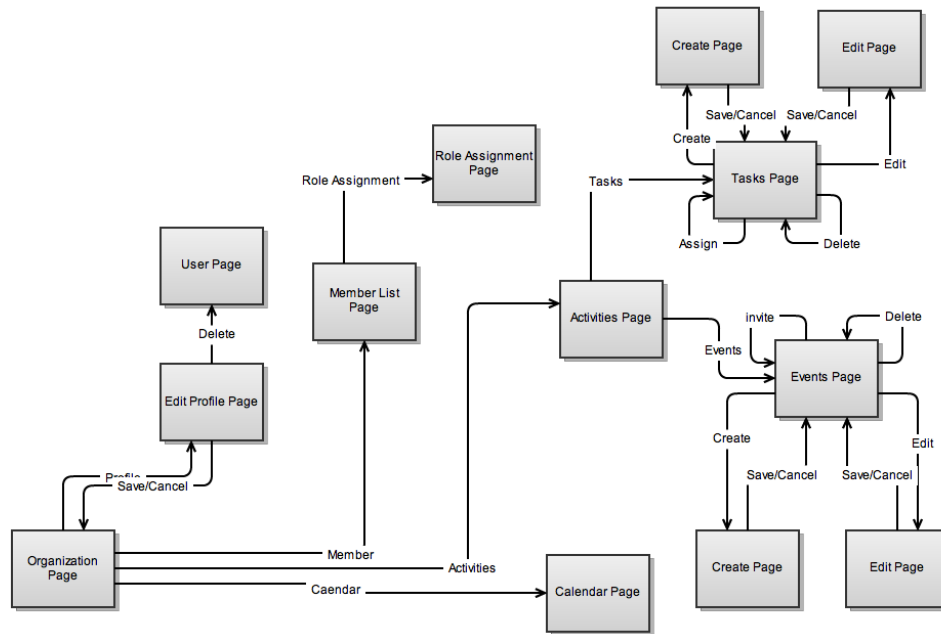 Create Page
Edit Page
Save/Cancel
Save/Cancel
Create
Role Assignment
Page
Edit
Role Assignment
Tasks
Tasks Page
Assign
Delete
User Page
Member List
Page
Activities Page
invite
Delete
Delete
Events
Events Page
Edit Profile Page
Create
Edit
Profile
Save/Cancel
Save/Cancel
Save/Cancel
Organization
Page
Member
Activities
Create Page
Edit Page
Caendar
Calendar Page